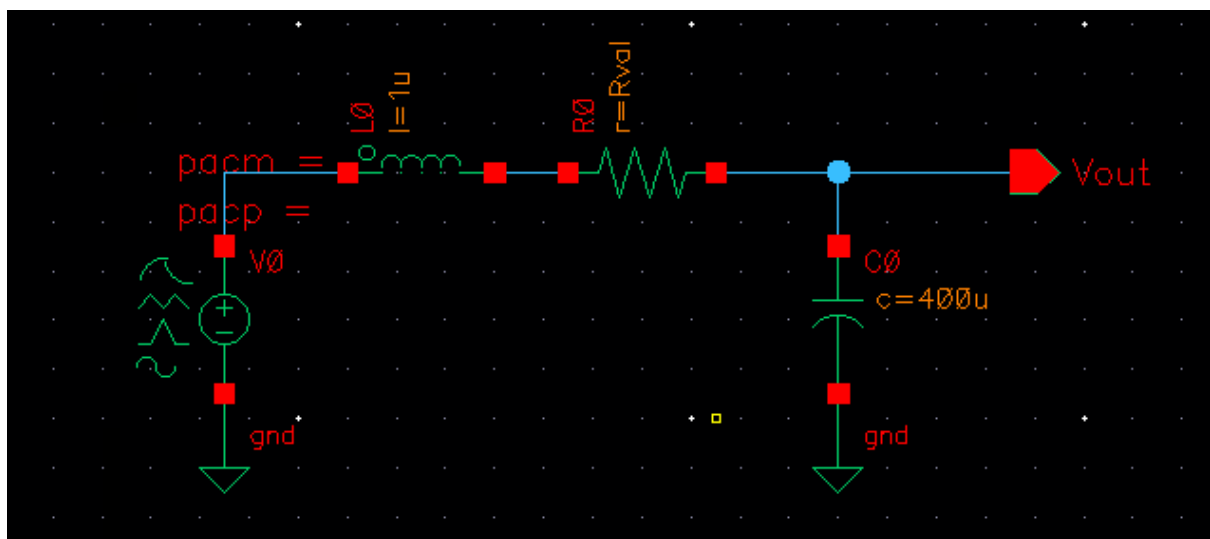 L0
l=1u
R0
r=Rval
pacm =
Vout
pacp =
V0
C0
c=400u
gnd
gnd